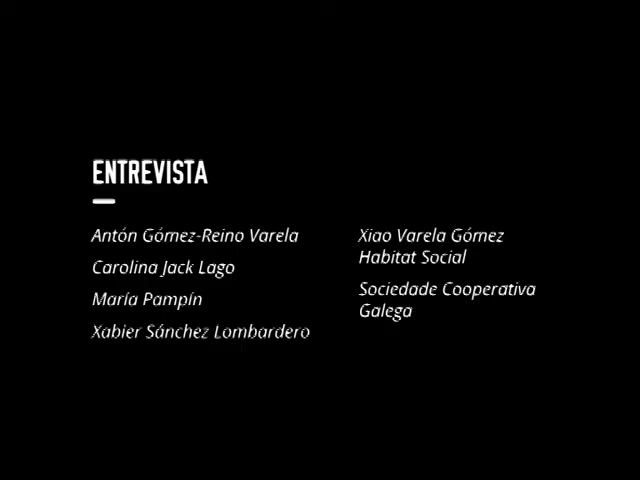 ENTREVISTA
Antón Gómez-Reino Varela
Carolina Jack Lago
María Pampín
Xabier Sánchez Lombardero
Xiao Varela Gómez
Habitat Social
Sociedade Cooperativa
Galega